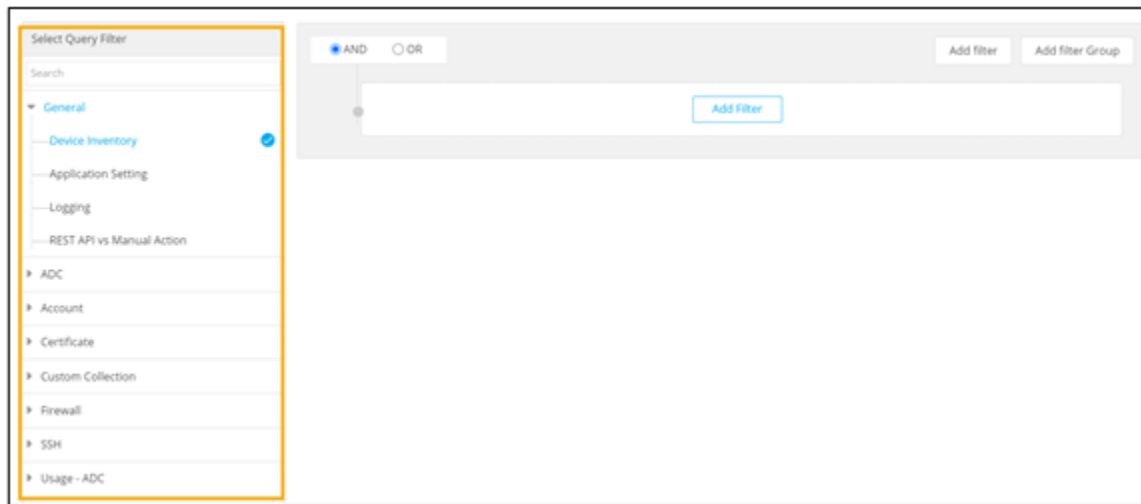 Select Query Filter
Search
General
Device Inventory
Application Setting
Logging
REST API vs Manual Action
ADC
Account
Certificate
Custom Collection
Firewall
SSH
Usage - ADC
AND OR
Add filter Add filter Group
Add Filter